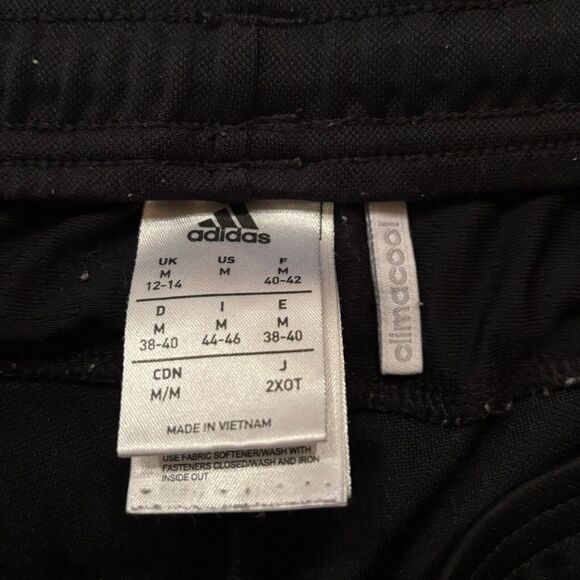 adidas
UK US F
M M M
12-14 40-42
D I E
M M M
38-40 44-46 38-40
CDN J
M/M 2XOT
MADE IN VIETNAM
USE FABRIC SOFTENER/WASH WITH
FASTENERS CLOSED/WASH AND IRON
INSIDE OUT
climacool